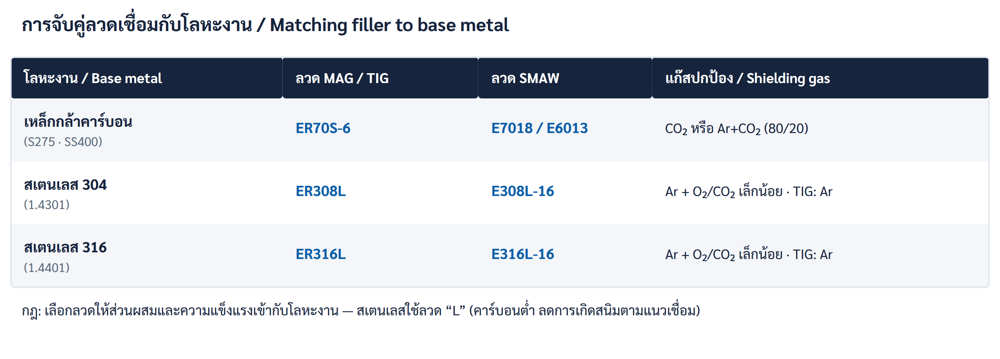 การจับคู่ลวดเชื่อมกับโลหะงาน / Matching filler to base metal
โลหะงาน / Base metal
ลวด MAG / TIG
ลวด SMAW
แก๊สปกป้อง / Shielding gas
เหล็กกล้าคาร์บอน
(S275 · SS400)
ER70S-6
E7018 / E6013
CO₂ หรือ Ar+CO₂ (80/20)
สเตนเลส 304
(1.4301)
ER308L
E308L-16
Ar + O₂/CO₂ เล็กน้อย · TIG: Ar
สเตนเลส 316
(1.4401)
ER316L
E316L-16
Ar + O₂/CO₂ เล็กน้อย · TIG: Ar
กฎ: เลือกลวดให้ส่วนผสมและความแข็งแรงเข้ากับโลหะงาน — สเตนเลสใช้ลวด “L” (คาร์บอนต่ำ ลดการเกิดสนิมตามแนวเชื่อม)